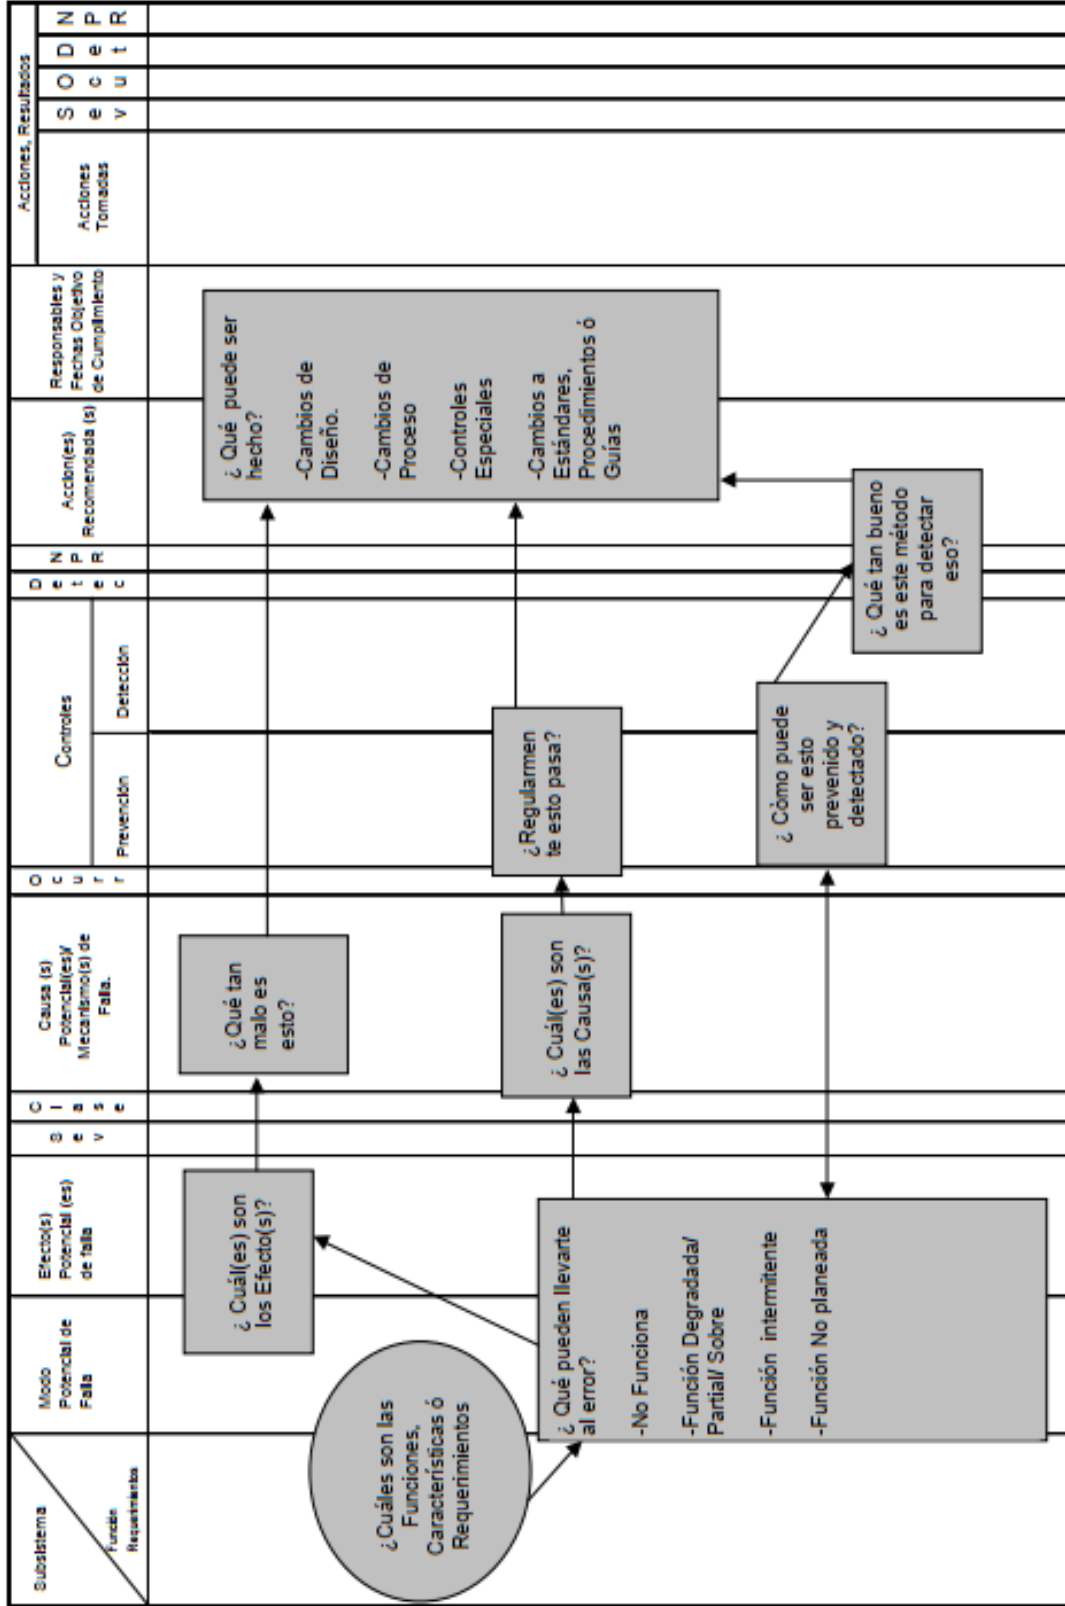 Subsistema
Función
Requerimientos
Modo
Potencial de
Falla
Efecto(s)
Potencial (es)
de falla
S
e
v
C
l
a
s
e
Causa (s)
Potencial(es)/
Mecanismo(s) de
Falla.
O
c
u
r
r
Controles
Prevención
Detección
D
e
t
e
c
N
P
R
Accion(es)
Recomendada (s)
Responsables y
Fechas Objetivo
de Cumplimiento
Acciones, Resultados
Acciones
Tomadas
S
e
v
O
c
u
D
e
t
N
P
R
¿Cuáles son las
Funciones,
Características ó
Requerimientos
¿ Qué pueden llevarte
al error?
-No Funciona
-Función Degradada/
Partial/ Sobre
-Función intermitente
-Función No planeada
¿ Cuál(es) son
los Efecto(s)?
¿Qué tan
malo es
esto?
¿ Cuál(es) son
las Causa(s)?
¿Regularmen
te esto pasa?
¿ Còmo puede
ser esto
prevenido y
detectado?
¿ Qué tan bueno
es este método
para detectar
eso?
¿ Qué puede ser
hecho?
-Cambios de
Diseño.
-Cambios de
Proceso
-Controles
Especiales
-Cambios a
Estándares,
Procedimientos ó
Guías